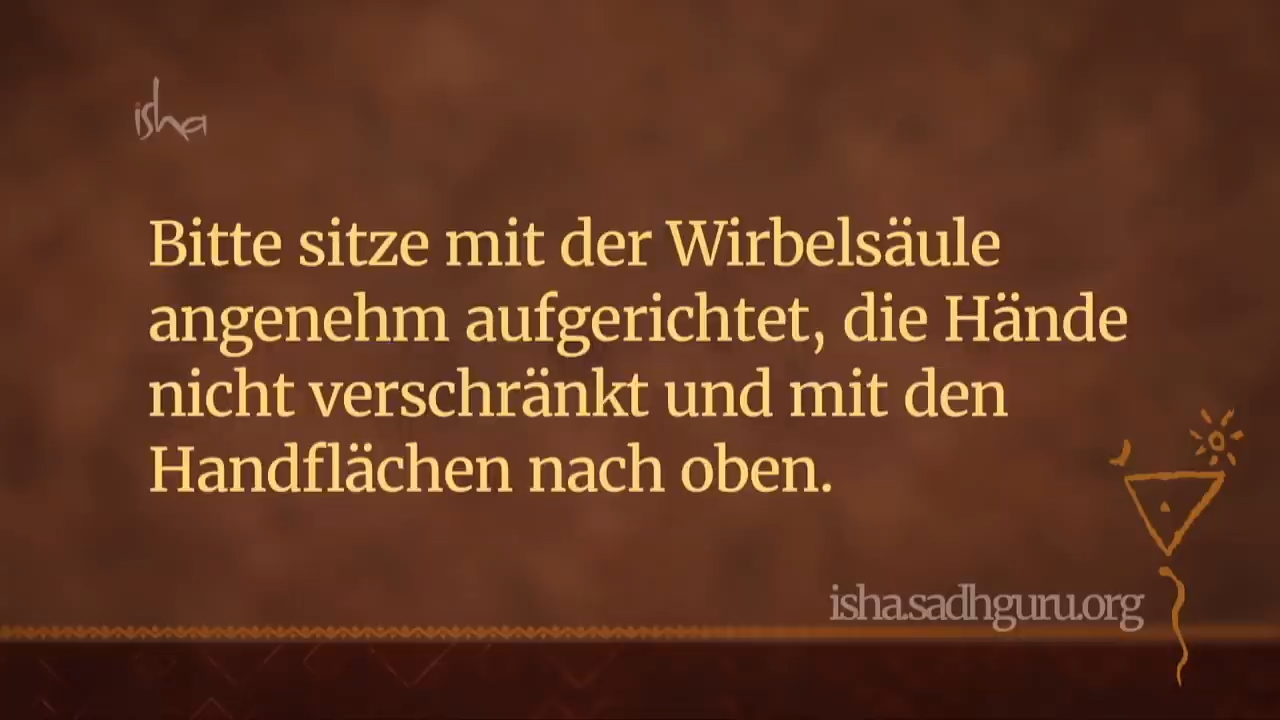 isha
Bitte sitze mit der Wirbelsäule
angenehm aufgerichtet, die Hände
nicht verschränkt und mit den
Handflächen nach oben.
isha.sadhguru.org